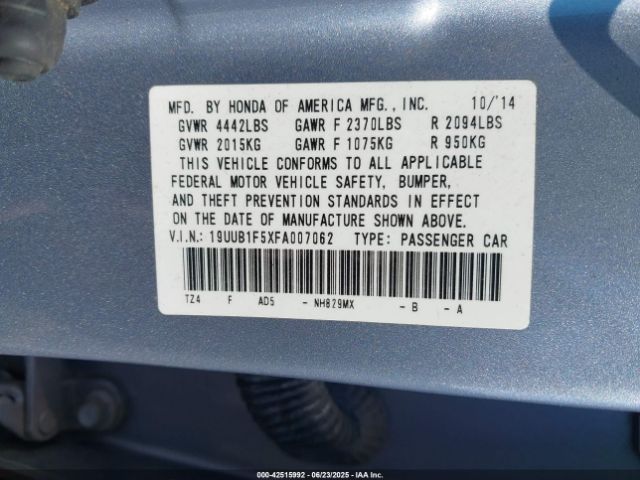 MFD. BY HONDA OF AMERICA MFG., INC. 10/'14
GVWR 4442LBS GAWR F 2370LBS R 2094LBS
GVWR 2015KG GAWR F 1075KG R 950KG
THIS VEHICLE CONFORMS TO ALL APPLICABLE
FEDERAL MOTOR VEHICLE SAFETY, BUMPER,
AND THEFT PREVENTION STANDARDS IN EFFECT
ON THE DATE OF MANUFACTURE SHOWN ABOVE.
V.I.N.: 19UUB1F5XFA007062 TYPE: PASSENGER CAR
TZ4 F AD5 - NH829MX - B - A
000-42515992 - 06/23/2025 - IAA Inc.